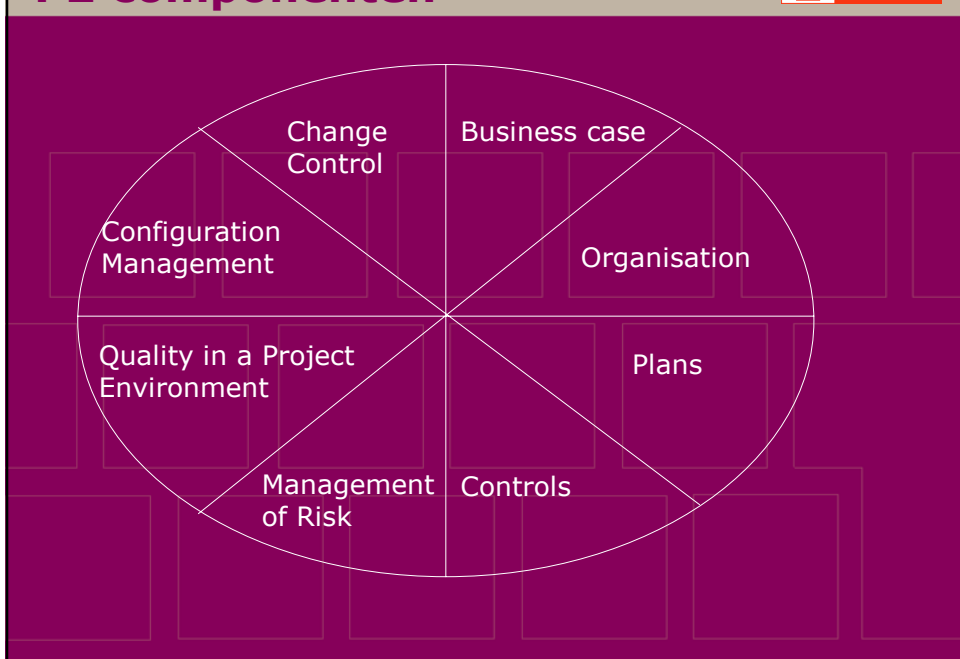 Change
Control
Business case
Configuration
Management
Organisation
Quality in a Project
Environment
Plans
Management
of Risk
Controls